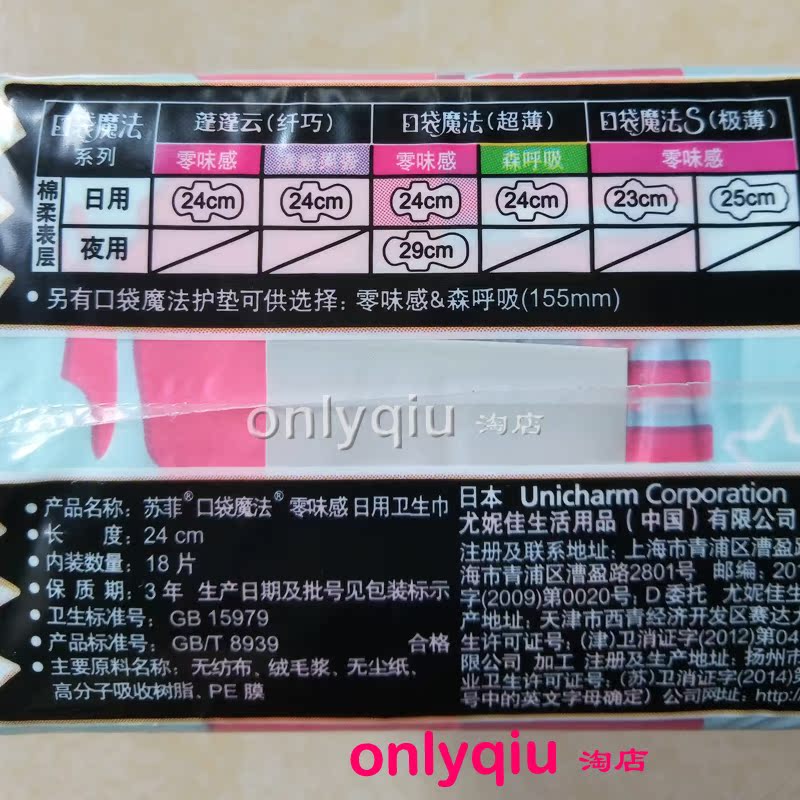 口袋魔法 蓬蓬云(纤巧) 口袋魔法(超薄) 口袋魔法S(极薄)
系列 零味感 零味感 森呼吸 零味感
棉柔表层
日用 24cm 24cm 24cm 24cm 23cm 25cm
夜用 29cm
•另有口袋魔法护垫可供选择: 零味感&森呼吸(155mm)
onlyqiu 淘店
•产品名称: 苏菲®口袋魔法®零味感 日用卫生巾
•长 度: 24 cm
•内装数量: 18 片
•保 质 期: 3 年 生产日期及批号见包装标示
•卫生标准号: GB 15979
•产品标准号: GB/T 8939 合格
•主要原料名称: 无纺布、绒毛浆、无尘纸、
高分子吸收树脂、PE 膜
日本 Unicharm Corporation
尤妮佳生活用品(中国)有限公司
注册及联系地址: 上海市青浦区漕盈
海市青浦区漕盈路2801号 邮编: 20
字(2009)第0020号; D 委托 尤妮佳生
产地址: 天津市西青经济开发区赛达
生许可证号: (津)卫消证字(2012)第04
限公司 加工 注册及生产地址: 扬州市
业卫生许可证号: (苏)卫消证字(2014)第
号中的英文字母确定) 公司网址: http:/
onlyqiu 淘店